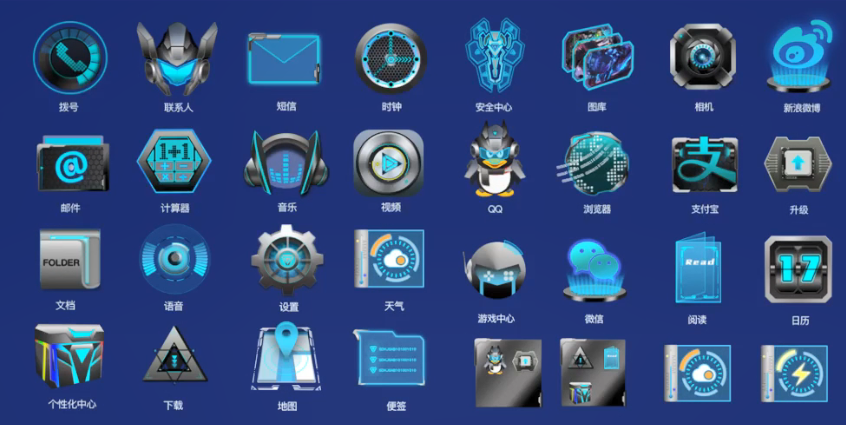 拨号
联系人
短信
时钟
安全中心
图库
相机
新浪微博
@
1+1
支
邮件
计算器
音乐
视频
QQ
浏览器
支付宝
升级
FOLDER
Read
17
文档
语音
设置
天气
游戏中心
微信
阅读
日历
个性化中心
下载
地图
便签